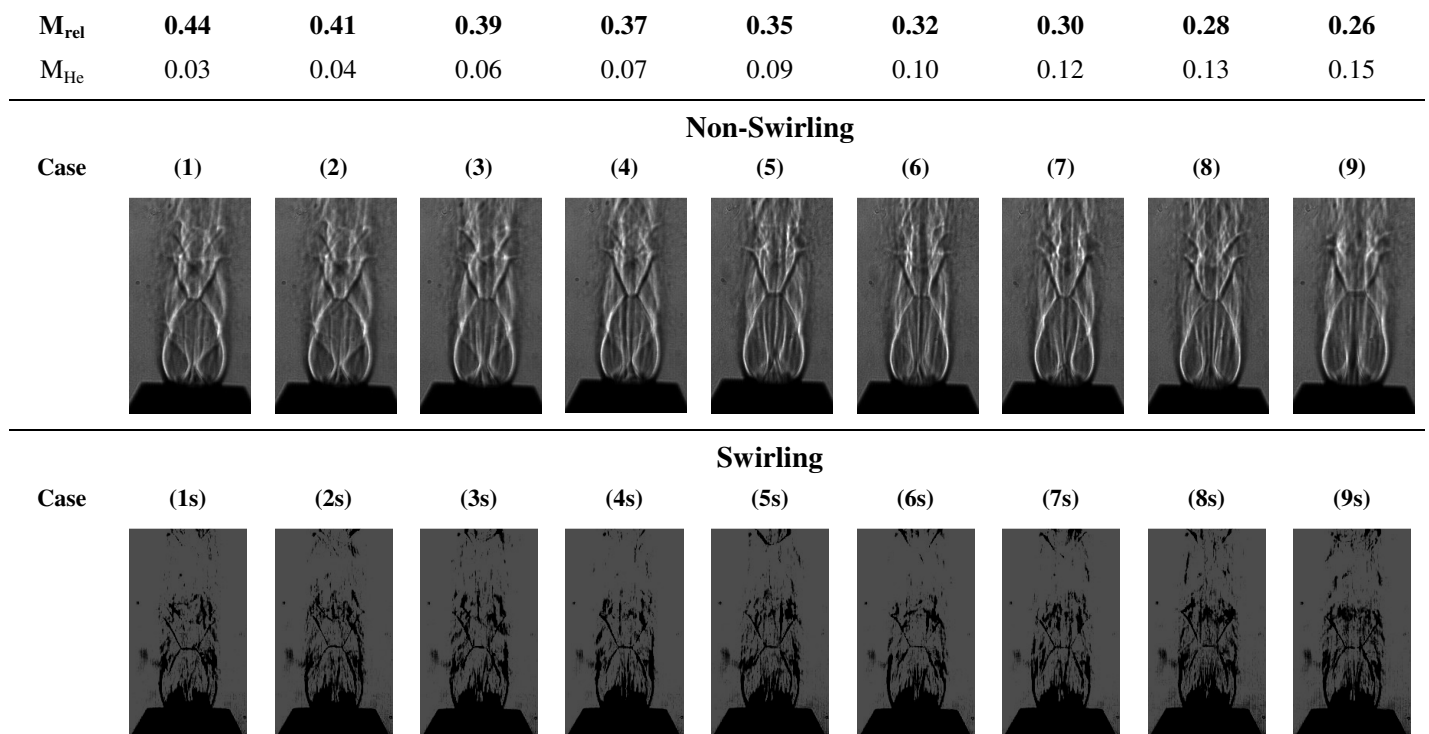 M_rel 0.44 0.41 0.39 0.37 0.35 0.32 0.30 0.28 0.26
M_He 0.03 0.04 0.06 0.07 0.09 0.10 0.12 0.13 0.15
Non-Swirling
Case (1) (2) (3) (4) (5) (6) (7) (8) (9)
Swirling
Case (1s) (2s) (3s) (4s) (5s) (6s) (7s) (8s) (9s)